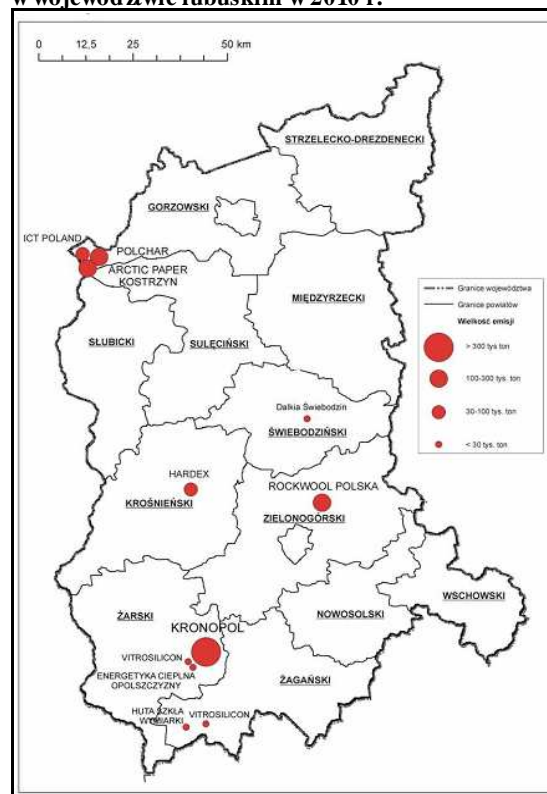 w województwie lubuskim w 2010 r.
0 12,5 25 50 km
STRZELECKO-DREZDENECKI
GORZOWSKI
ICT POLAND
POLCHAR
ARCTIC PAPER
KOSTRZYN
MIĘDZYRZECKI
SŁUBICKI
SULĘCIŃSKI
Granice województwa
Granice powiatów
Wielkość emisji
> 300 tys ton
100-300 tys. ton
30-100 tys. ton
< 30 tys. ton
Dalkia Świebodzin
ŚWIEBODZIŃSKI
HARDEX
KROŚNIEŃSKI
ROCKWOOL POLSKA
ZIELONOGÓRSKI
WSCHOWSKI
NOWOSOLSKI
ŻARSKI
KRONOPOL
VITROSILICON
ENERGETYKA CIEPLNA
OPOLSZCZYZNY
ŻAGAŃSKI
HUTA SZKŁA
WYMIARKI
VITROSILICON